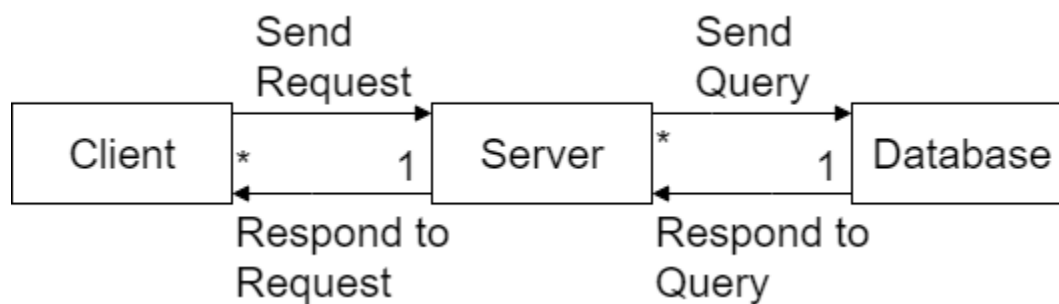 Send
Request
Send
Query
Client
*
1
Server
*
1
Database
Respond to
Request
Respond to
Query